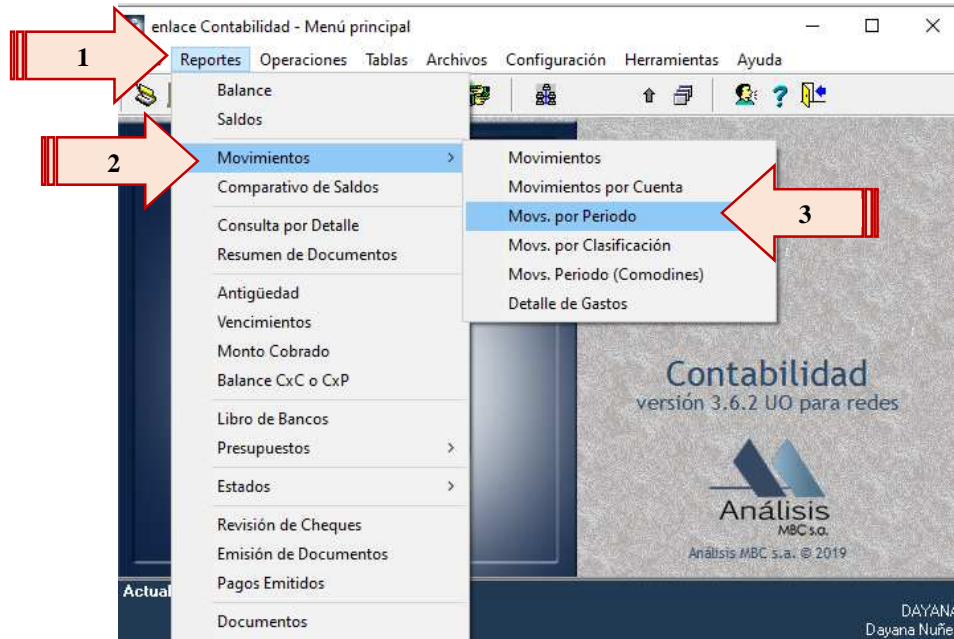 enlace Contabilidad - Menú principal
1
Reportes Operaciones Tablas Archivos Configuración Herramientas Ayuda
Balance
Saldos
2
Movimientos
Comparativo de Saldos
Consulta por Detalle
Resumen de Documentos
Antigüedad
Vencimientos
Monto Cobrado
Balance CxC o CxP
Libro de Bancos
Presupuestos
Estados
Revisión de Cheques
Emisión de Documentos
Pagos Emitidos
Documentos
Movimientos
Movimientos por Cuenta
Movs. por Periodo
3
Movs. por Clasificación
Movs. Periodo (Comodines)
Detalle de Gastos
Contabilidad
versión 3.6.2 UO para redes
Análisis
MBC s.a.
Análisis MBC s.a. © 2019
Actual
DAYANA
Dayana Nuñe